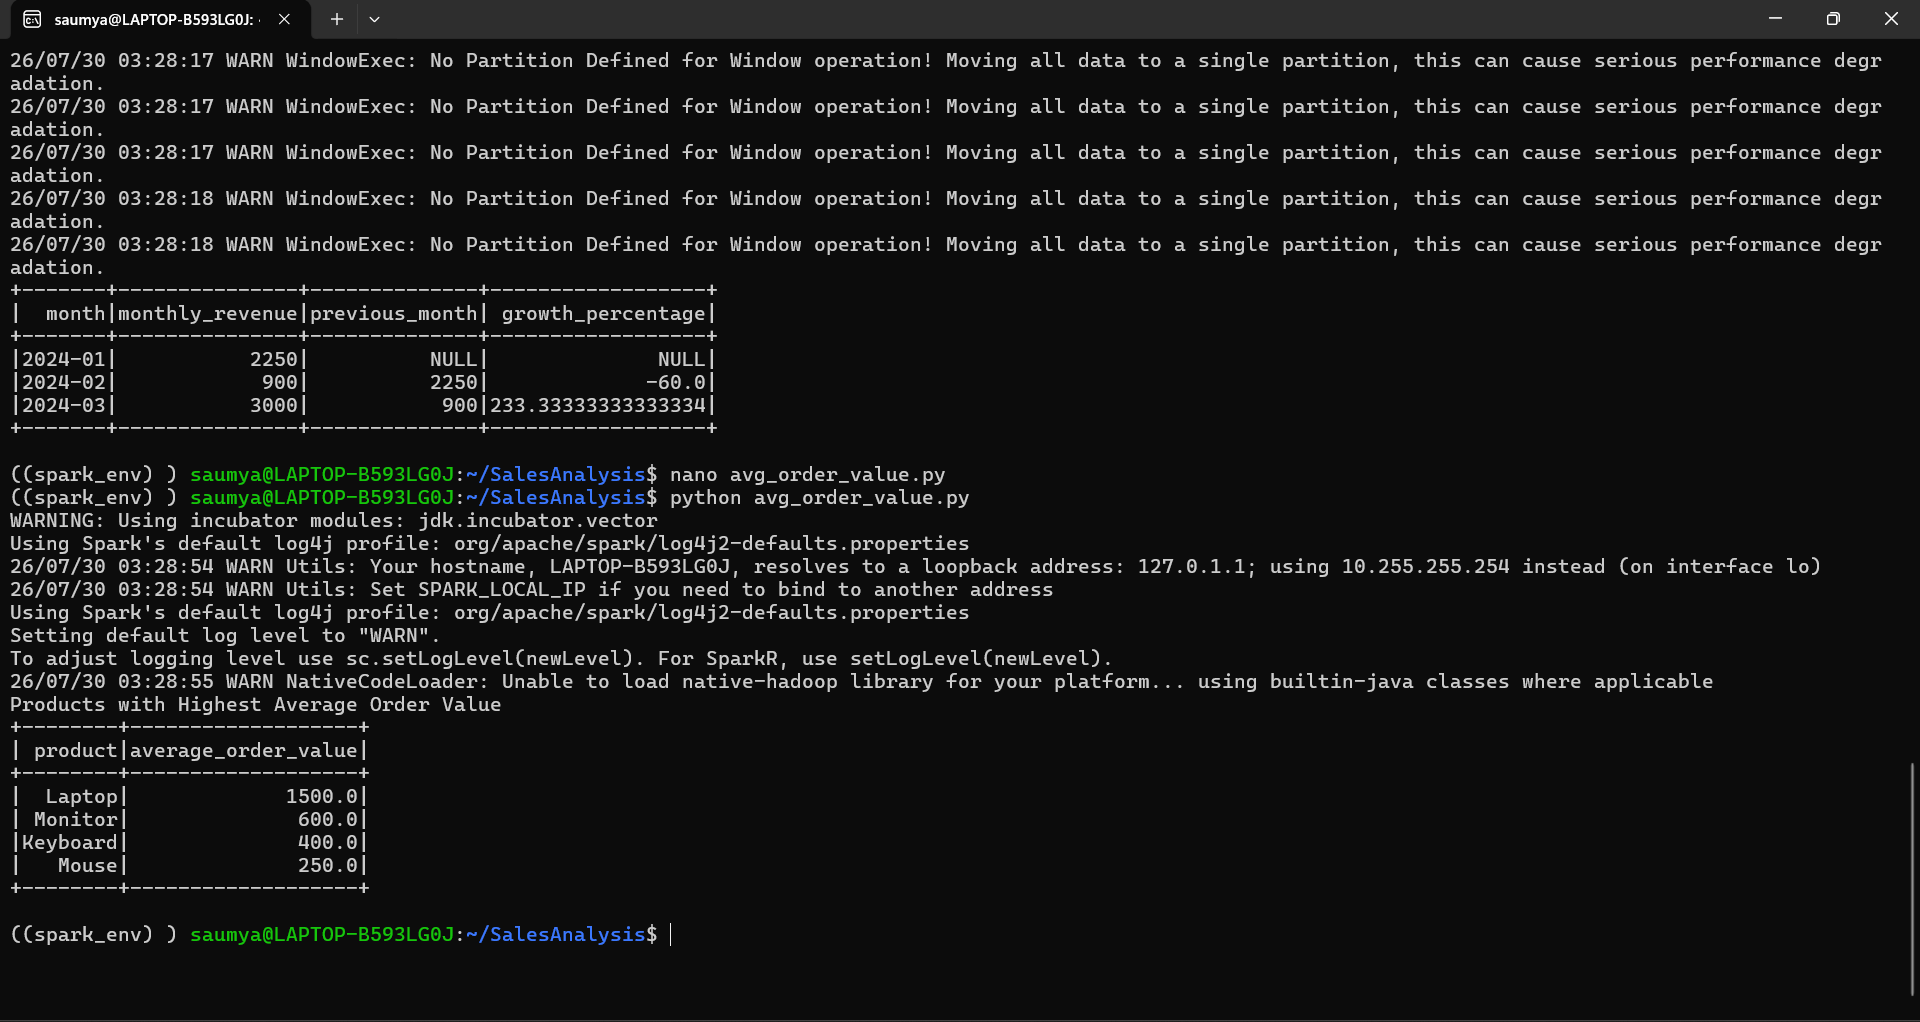 saumya@LAPTOP-B593LG0J: ·
26/07/30 03:28:17 WARN WindowExec: No Partition Defined for Window operation! Moving all data to a single partition, this can cause serious performance degr
adation.
26/07/30 03:28:17 WARN WindowExec: No Partition Defined for Window operation! Moving all data to a single partition, this can cause serious performance degr
adation.
26/07/30 03:28:17 WARN WindowExec: No Partition Defined for Window operation! Moving all data to a single partition, this can cause serious performance degr
adation.
26/07/30 03:28:18 WARN WindowExec: No Partition Defined for Window operation! Moving all data to a single partition, this can cause serious performance degr
adation.
26/07/30 03:28:18 WARN WindowExec: No Partition Defined for Window operation! Moving all data to a single partition, this can cause serious performance degr
adation.
+-------+---------------+--------------+------------------+
|  month|monthly_revenue|previous_month| growth_percentage|
+-------+---------------+--------------+------------------+
|2024-01|           2250|          NULL|              NULL|
|2024-02|            900|          2250|             -60.0|
|2024-03|           3000|           900|233.33333333333334|
+-------+---------------+--------------+------------------+
((spark_env) ) saumya@LAPTOP-B593LG0J:~/SalesAnalysis$ nano avg_order_value.py
((spark_env) ) saumya@LAPTOP-B593LG0J:~/SalesAnalysis$ python avg_order_value.py
WARNING: Using incubator modules: jdk.incubator.vector
Using Spark's default log4j profile: org/apache/spark/log4j2-defaults.properties
26/07/30 03:28:54 WARN Utils: Your hostname, LAPTOP-B593LG0J, resolves to a loopback address: 127.0.1.1; using 10.255.255.254 instead (on interface lo)
26/07/30 03:28:54 WARN Utils: Set SPARK_LOCAL_IP if you need to bind to another address
Using Spark's default log4j profile: org/apache/spark/log4j2-defaults.properties
Setting default log level to "WARN".
To adjust logging level use sc.setLogLevel(newLevel). For SparkR, use setLogLevel(newLevel).
26/07/30 03:28:55 WARN NativeCodeLoader: Unable to load native-hadoop library for your platform... using builtin-java classes where applicable
Products with Highest Average Order Value
+--------+-------------------+
| product|average_order_value|
+--------+-------------------+
|  Laptop|             1500.0|
| Monitor|              600.0|
|Keyboard|              400.0|
|   Mouse|              250.0|
+--------+-------------------+
((spark_env) ) saumya@LAPTOP-B593LG0J:~/SalesAnalysis$